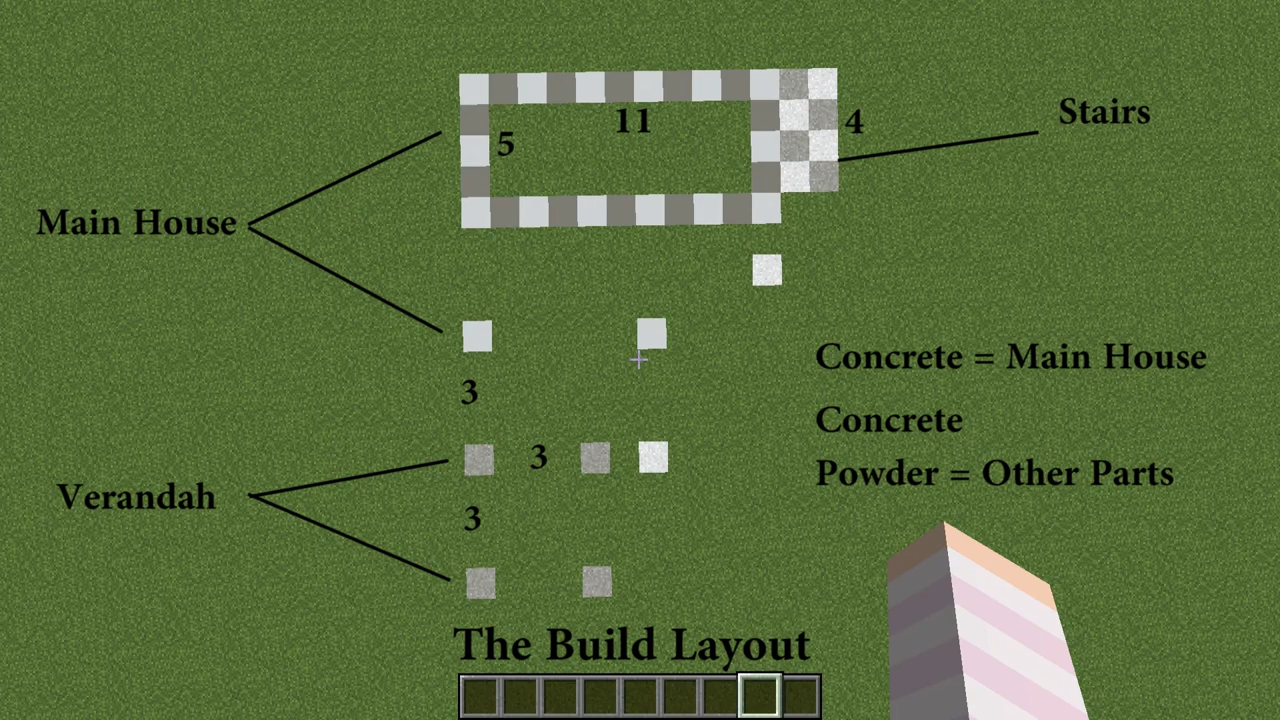 Stairs
11
4
5
Main House
Concrete = Main House
3
Concrete
3
Powder = Other Parts
Verandah
3
The Build Layout